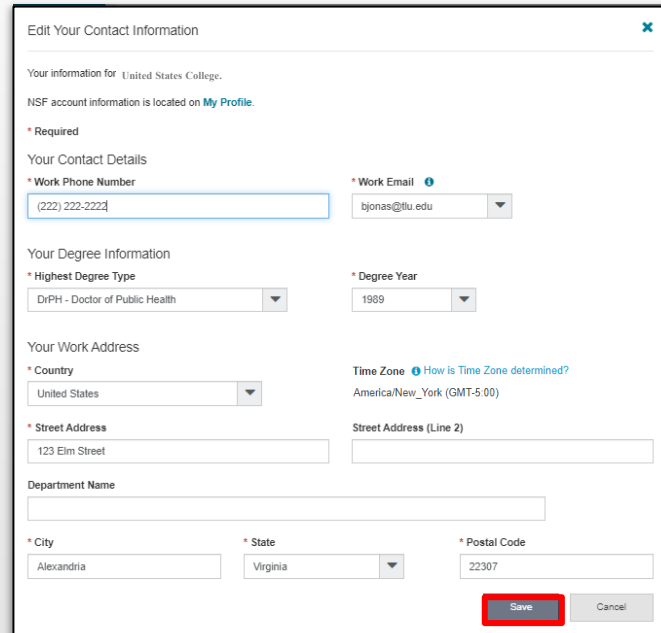 Edit Your Contact Information
Your information for United States College.
NSF account information is located on My Profile.
* Required
Your Contact Details
* Work Phone Number * Work Email
(222) 222-2222 bjonas@tlu.edu
Your Degree Information
* Highest Degree Type * Degree Year
DrPH - Doctor of Public Health 1989
Your Work Address
* Country Time Zone How is Time Zone determined?
United States America/New_York (GMT-5:00)
* Street Address Street Address (Line 2)
123 Elm Street
Department Name
* City * State * Postal Code
Alexandria Virginia 22307
Save Cancel